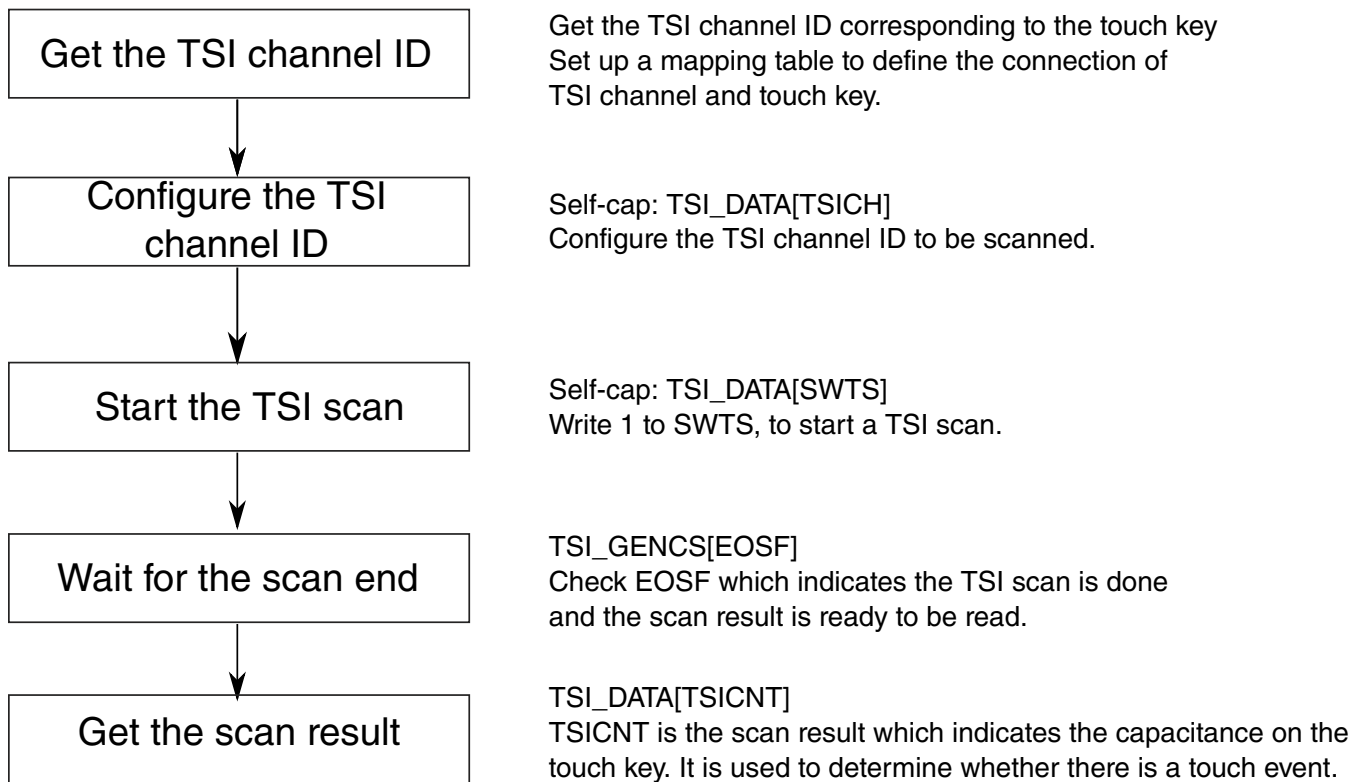 Get the TSI channel ID
Get the TSI channel ID corresponding to the touch key
Set up a mapping table to define the connection of
TSI channel and touch key.
Configure the TSI
channel ID
Self-cap: TSI_DATA[TSICH]
Configure the TSI channel ID to be scanned.
Start the TSI scan
Self-cap: TSI_DATA[SWTS]
Write 1 to SWTS, to start a TSI scan.
Wait for the scan end
TSI_GENCS[EOSF]
Check EOSF which indicates the TSI scan is done
and the scan result is ready to be read.
Get the scan result
TSI_DATA[TSICNT]
TSICNT is the scan result which indicates the capacitance on the
touch key. It is used to determine whether there is a touch event.